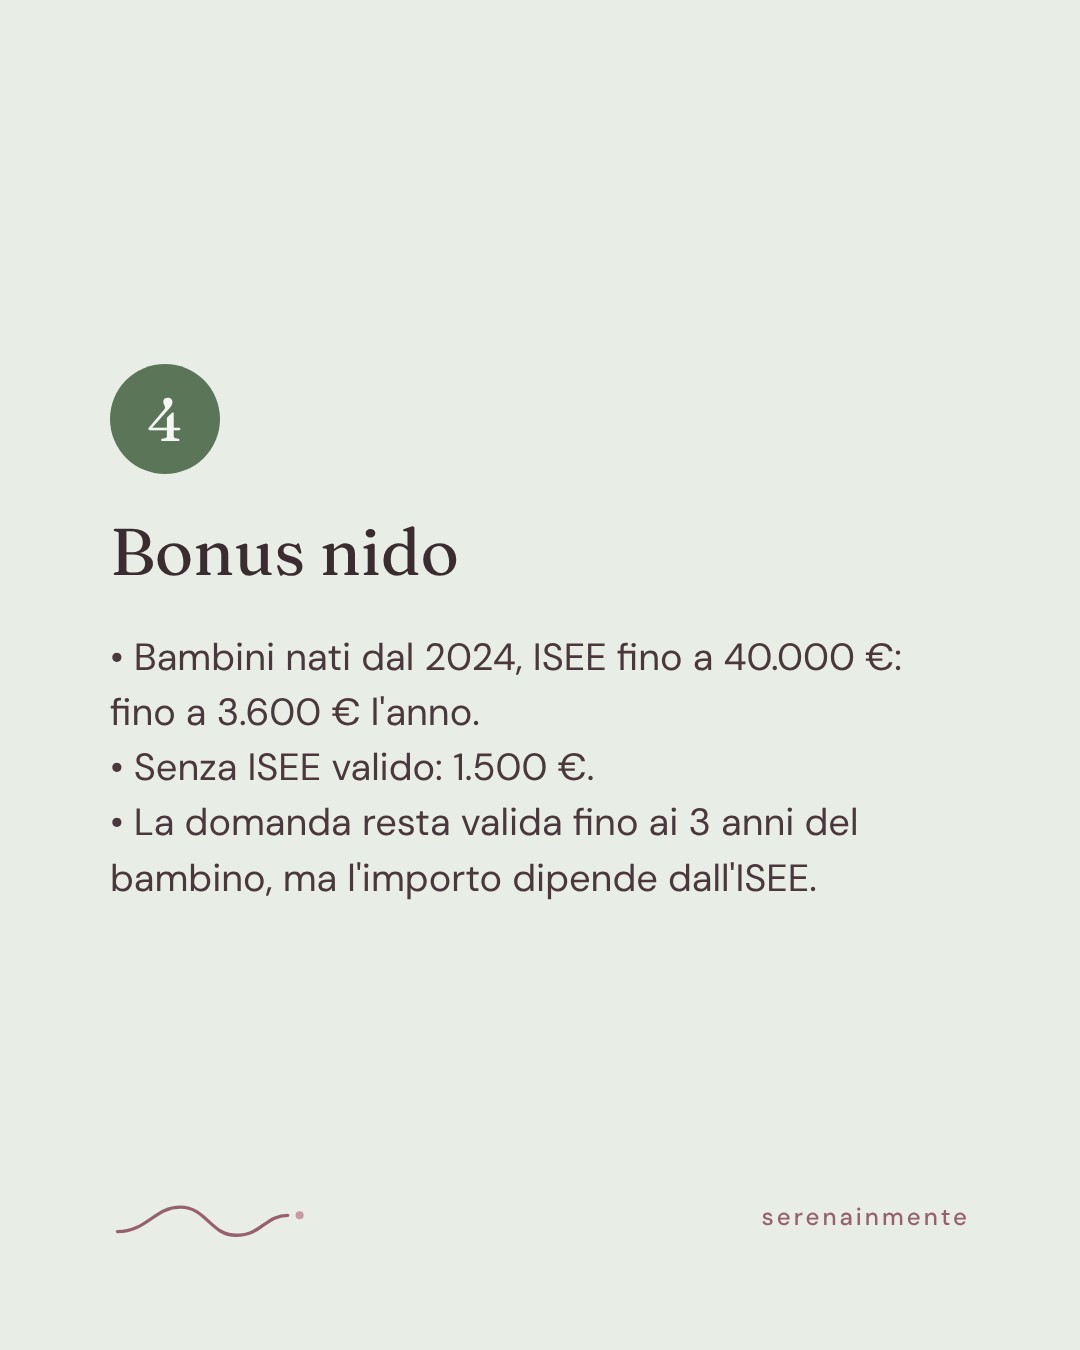 4
Bonus nido
• Bambini nati dal 2024, ISEE fino a 40.000 €:
fino a 3.600 € l'anno.
• Senza ISEE valido: 1.500 €.
• La domanda resta valida fino ai 3 anni del
bambino, ma l'importo dipende dall'ISEE.
serenainmente